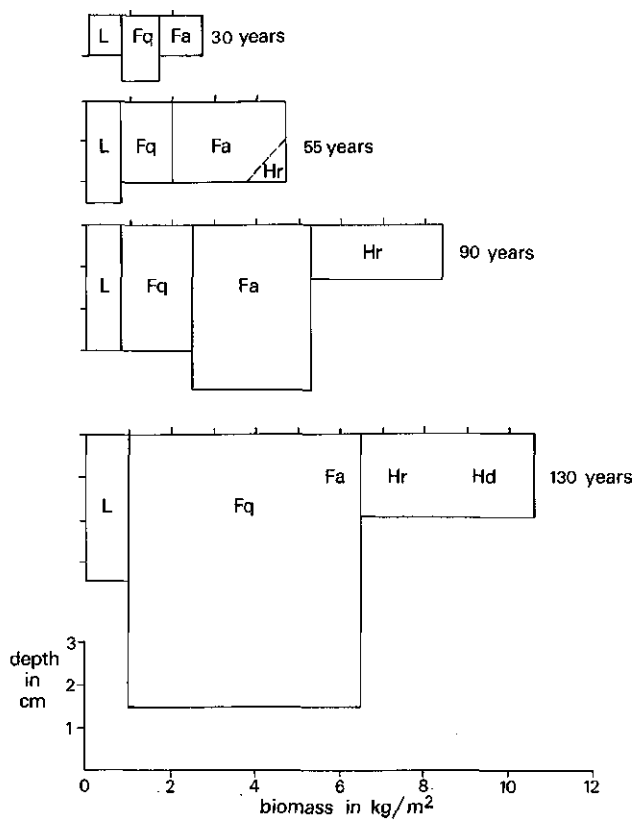 L Fq Fa 30 years
L Fq Fa Hr 55 years
L Fq Fa Hr 90 years
L Fq Fa Hr Hd 130 years
depth
in
cm
3
2
1
0 2 4 6 8 10 12
biomass in kg/m²